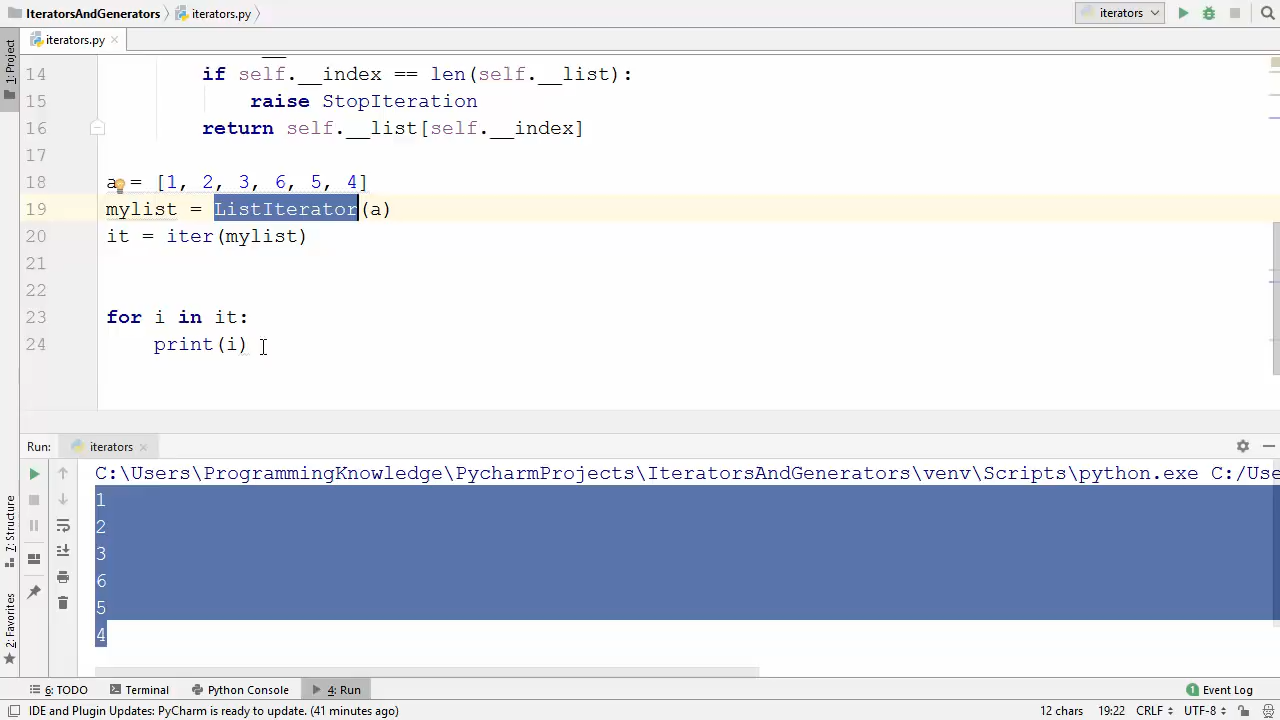 IteratorsAndGenerators iterators.py iterators
iterators.py
1: Project
14 if self.__index == len(self.__list):
15 raise StopIteration
16 return self.__list[self.__index]
17
18 a = [1, 2, 3, 6, 5, 4]
19 mylist = ListIterator(a)
20 it = iter(mylist)
21
22
23 for i in it:
24 print(i)
Run: iterators
C:\Users\ProgrammingKnowledge\PycharmProjects\IteratorsAndGenerators\venv\Scripts\python.exe C:/Use
1
2
3
6
5
4
7: Structure
2: Favorites
6: TODO Terminal Python Console 4: Run 1 Event Log
IDE and Plugin Updates: PyCharm is ready to update. (41 minutes ago) 12 chars 19:22 CRLF UTF-8